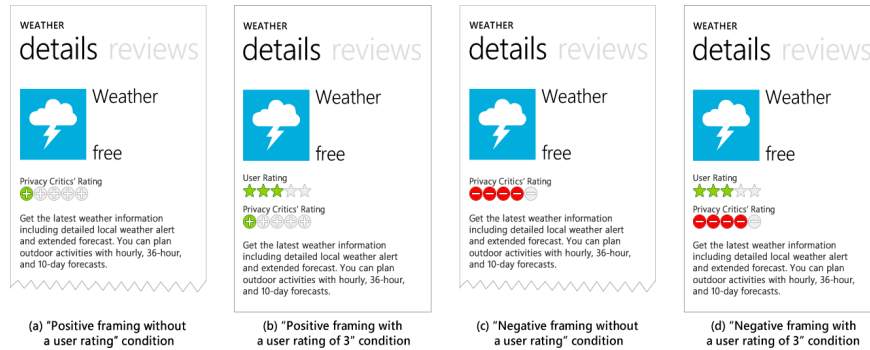 WEATHER
details reviews
Weather
free
Privacy Critics' Rating
Get the latest weather information
including detailed local weather alert
and extended forecast. You can plan
outdoor activities with hourly, 36-hour,
and 10-day forecasts.
(a) "Positive framing without
a user rating" condition
WEATHER
details reviews
Weather
free
User Rating
Privacy Critics' Rating
Get the latest weather information
including detailed local weather alert
and extended forecast. You can plan
outdoor activities with hourly, 36-hour,
and 10-day forecasts.
(b) "Positive framing with
a user rating of 3" condition
WEATHER
details reviews
Weather
free
Privacy Critics' Rating
Get the latest weather information
including detailed local weather alert
and extended forecast. You can plan
outdoor activities with hourly, 36-hour,
and 10-day forecasts.
(c) "Negative framing without
a user rating" condition
WEATHER
details reviews
Weather
free
User Rating
Privacy Critics' Rating
Get the latest weather information
including detailed local weather alert
and extended forecast. You can plan
outdoor activities with hourly, 36-hour,
and 10-day forecasts.
(d) "Negative framing with
a user rating of 3" condition